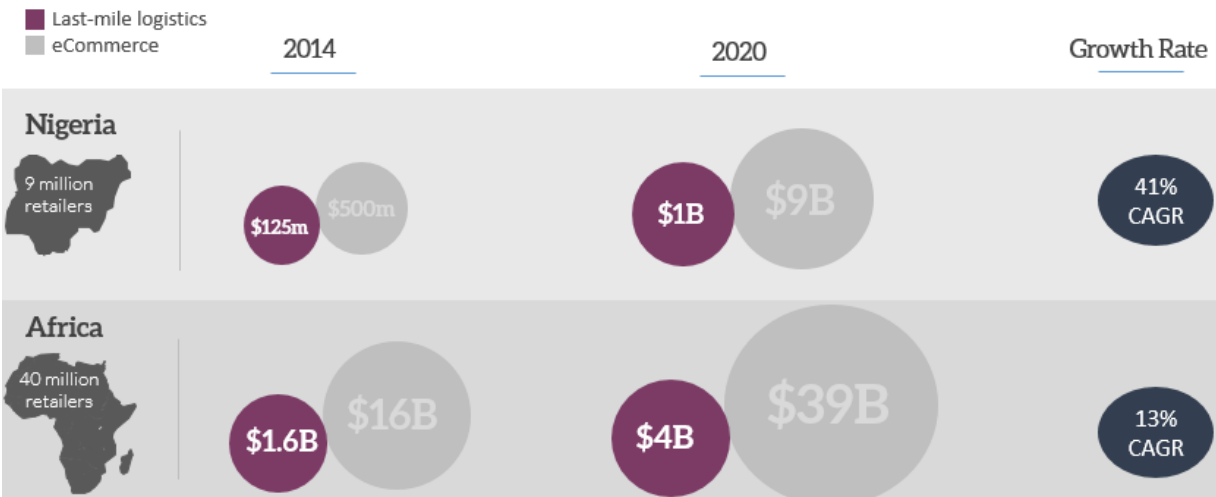 Last-mile logistics
eCommerce
2014
2020
Growth Rate
Nigeria
9 million
retailers
$125m
$500m
$1B
$9B
41%
CAGR
Africa
40 million
retailers
$1.6B
$16B
$4B
$39B
13%
CAGR